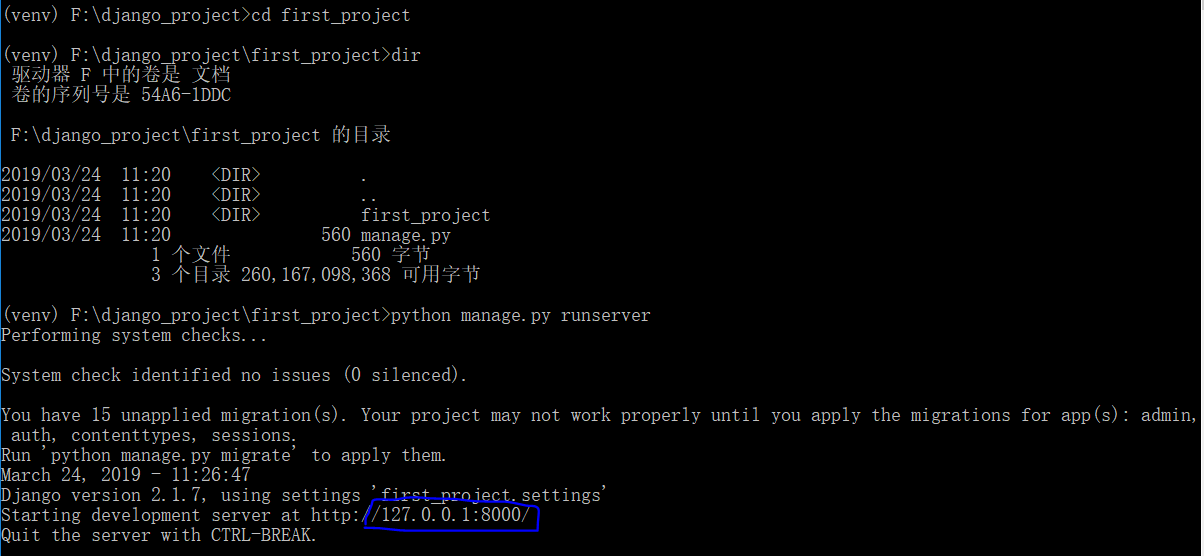 (venv) F:\django_project>cd first_project
(venv) F:\django_project\first_project>dir
驱动器 F 中的卷是 文档
卷的序列号是 54A6-1DDC
F:\django_project\first_project 的目录
2019/03/24  11:20    <DIR>          .
2019/03/24  11:20    <DIR>          ..
2019/03/24  11:20    <DIR>          first_project
2019/03/24  11:20               560 manage.py
1 个文件            560 字节
3 个目录 260,167,098,368 可用字节
(venv) F:\django_project\first_project>python manage.py runserver
Performing system checks...
System check identified no issues (0 silenced).
You have 15 unapplied migration(s). Your project may not work properly until you apply the migrations for app(s): admin,
auth, contenttypes, sessions.
Run 'python manage.py migrate' to apply them.
March 24, 2019 - 11:26:47
Django version 2.1.7, using settings 'first_project.settings'
Starting development server at http://127.0.0.1:8000/
Quit the server with CTRL-BREAK.